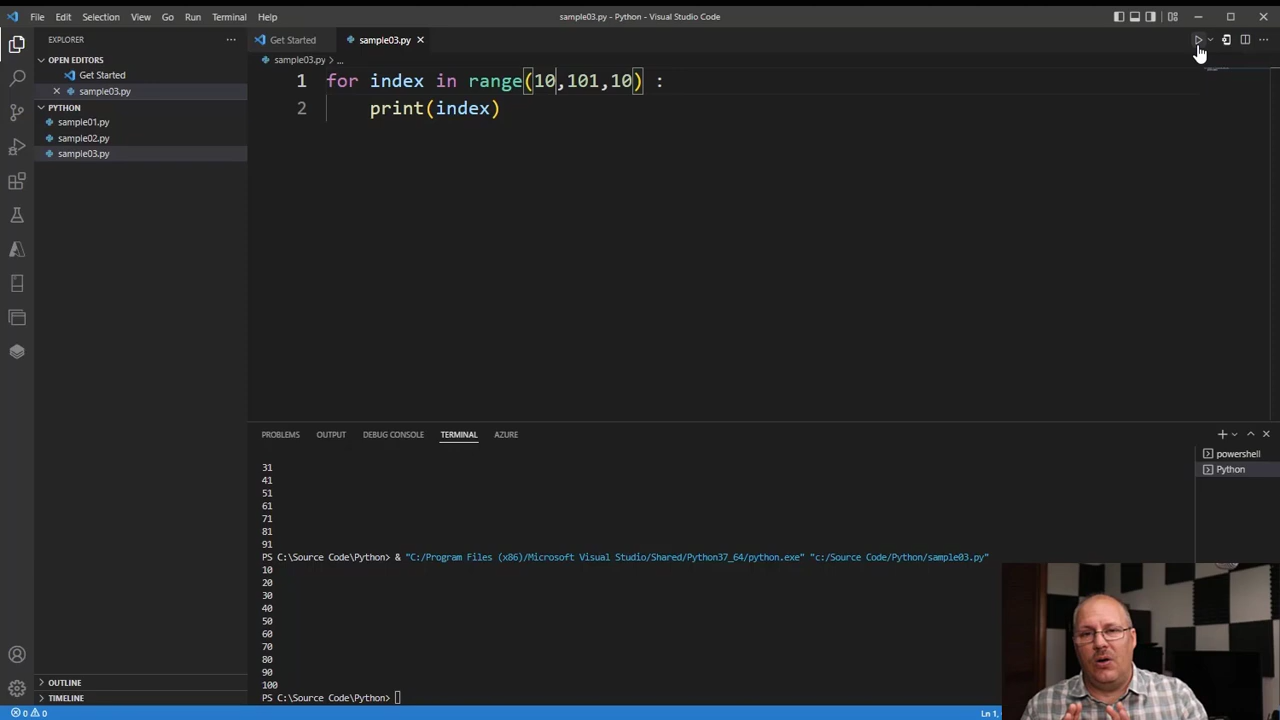 File Edit Selection View Go Run Terminal Help
sample03.py - Python - Visual Studio Code
EXPLORER
OPEN EDITORS
Get Started
sample03.py
PYTHON
sample01.py
sample02.py
sample03.py
OUTLINE
TIMELINE
Get Started
sample03.py
sample03.py > ...
1 for index in range(10,101,10) :
2 print(index)
PROBLEMS OUTPUT DEBUG CONSOLE TERMINAL AZURE
powershell
Python
31
41
51
61
71
81
91
PS C:\Source Code\Python> & "C:/Program Files (x86)/Microsoft Visual Studio/Shared/Python37_64/python.exe" "c:/Source Code/Python/sample03.py"
10
20
30
40
50
60
70
80
90
100
PS C:\Source Code\Python>
0 0
Ln 1,